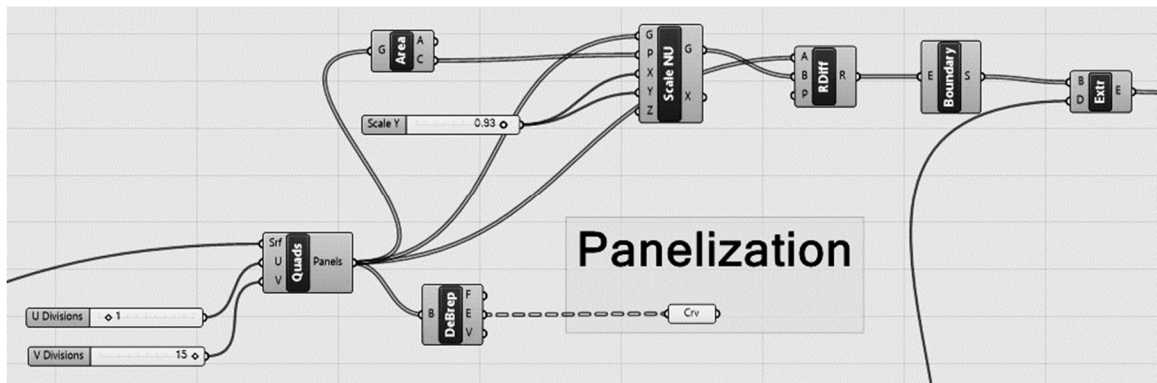 G
Area
A
C
Scale Y
0.93
G
P
X
Y
Z
Scale NU
G
X
A
B
P
RDiff
R
E
Boundary
S
B
D
Extr
E
Srf
U
V
Quads
Panels
U Divisions
1
V Divisions
15
B
DeBrep
F
E
V
Panelization
Crv